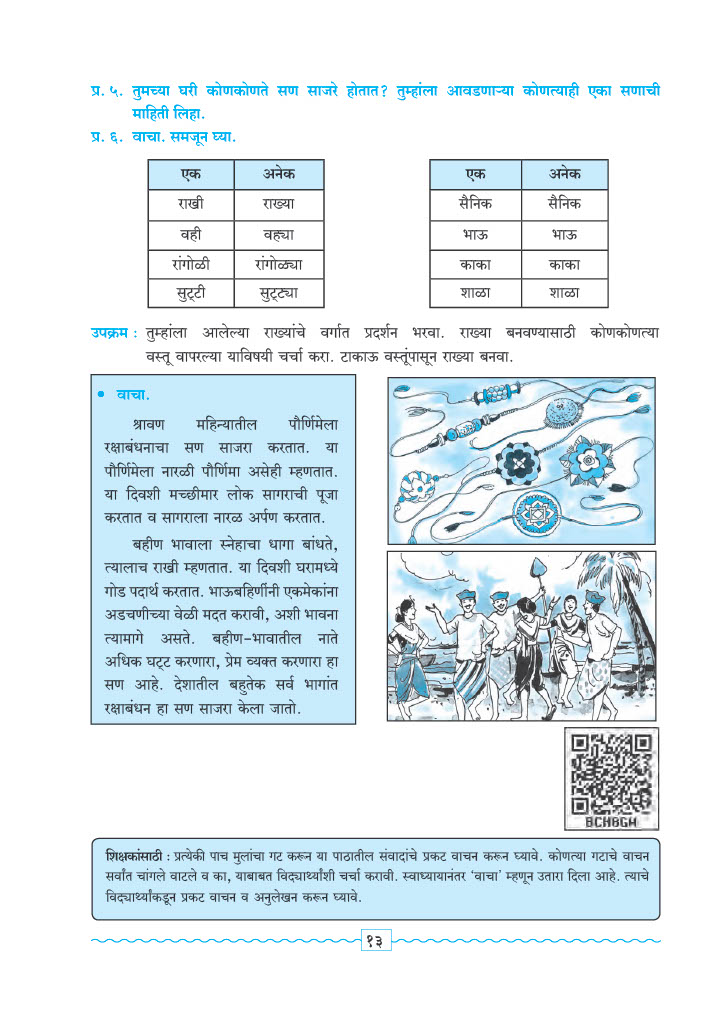 प्र. ५. तुमच्या घरी कोणकोणते सण साजरे होतात? तुम्हांला आवडणाऱ्या कोणत्याही एका सणाची
माहिती लिहा.
प्र. ६. वाचा. समजून घ्या.
एक अनेक
राखी राख्या
वही वह्या
रांगोळी रांगोळ्या
सुट्टी सुट्ट्या
एक अनेक
सैनिक सैनिक
भाऊ भाऊ
काका काका
शाळा शाळा
उपक्रम : तुम्हांला आलेल्या राख्यांचे वर्गात प्रदर्शन भरवा. राख्या बनवण्यासाठी कोणकोणत्या
वस्तू वापरल्या याविषयी चर्चा करा. टाकाऊ वस्तूंपासून राख्या बनवा.
• वाचा.
श्रावण महिन्यातील पौर्णिमेला
रक्षाबंधनाचा सण साजरा करतात. या
पौर्णिमेला नारळी पौर्णिमा असेही म्हणतात.
या दिवशी मच्छीमार लोक सागराची पूजा
करतात व सागराला नारळ अर्पण करतात.
बहीण भावाला स्नेहाचा धागा बांधते,
त्यालाच राखी म्हणतात. या दिवशी घरामध्ये
गोड पदार्थ करतात. भाऊबहिणींनी एकमेकांना
अडचणीच्या वेळी मदत करावी, अशी भावना
त्यामागे असते. बहीण-भावातील नाते
अधिक घट्ट करणारा, प्रेम व्यक्त करणारा हा
सण आहे. देशातील बहुतेक सर्व भागांत
रक्षाबंधन हा सण साजरा केला जातो.
BCH8GW
शिक्षकांसाठी : प्रत्येकी पाच मुलांचा गट करून या पाठातील संवादांचे प्रकट वाचन करून घ्यावे. कोणत्या गटाचे वाचन
सर्वांत चांगले वाटले व का, याबाबत विद्यार्थ्यांशी चर्चा करावी. स्वाध्यायानंतर ‘वाचा’ म्हणून उतारा दिला आहे. त्याचे
विद्यार्थ्यांकडून प्रकट वाचन व अनुलेखन करून घ्यावे.
१३